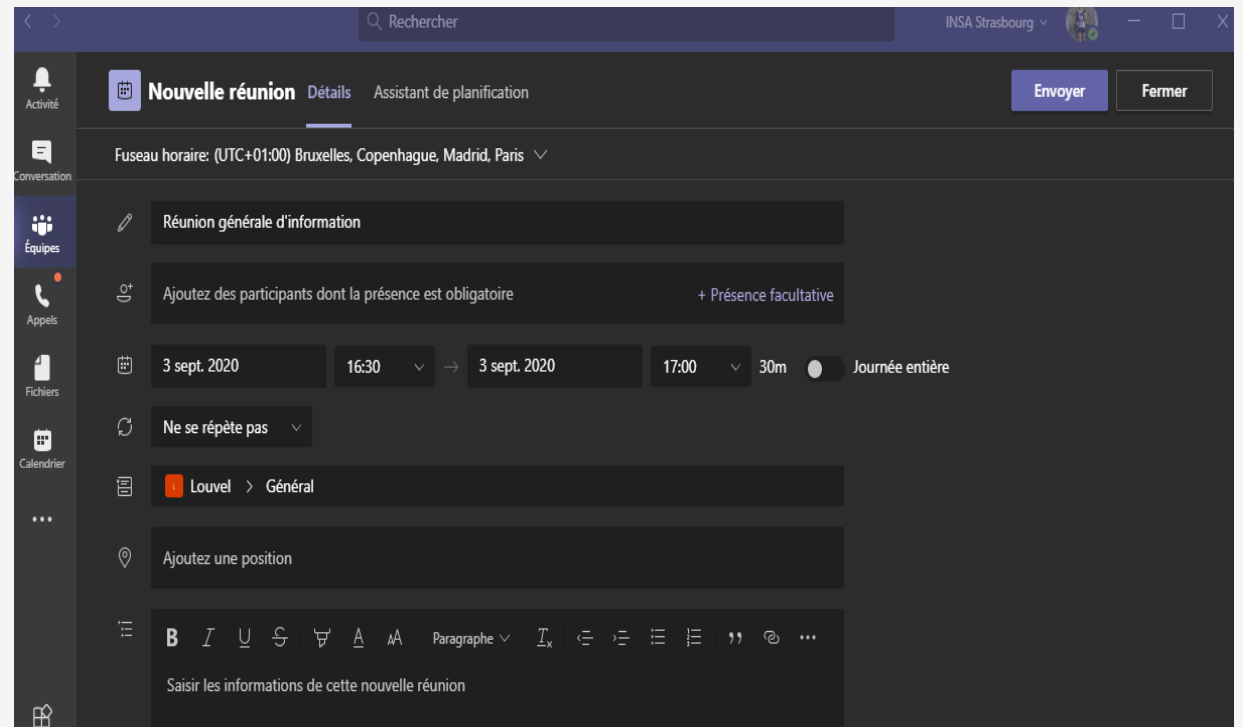 Rechercher
INSA Strasbourg
Activité
Nouvelle réunion Détails Assistant de planification
Envoyer Fermer
Conversation
Fuseau horaire: (UTC+01:00) Bruxelles, Copenhague, Madrid, Paris
Équipes
Réunion générale d'information
Appels
Ajoutez des participants dont la présence est obligatoire + Présence facultative
Fichiers
3 sept. 2020 16:30 → 3 sept. 2020 17:00 30m Journée entière
Calendrier
Ne se répète pas
Louvel > Général
Ajoutez une position
B I U S A AA Paragraphe Tx
Saisir les informations de cette nouvelle réunion